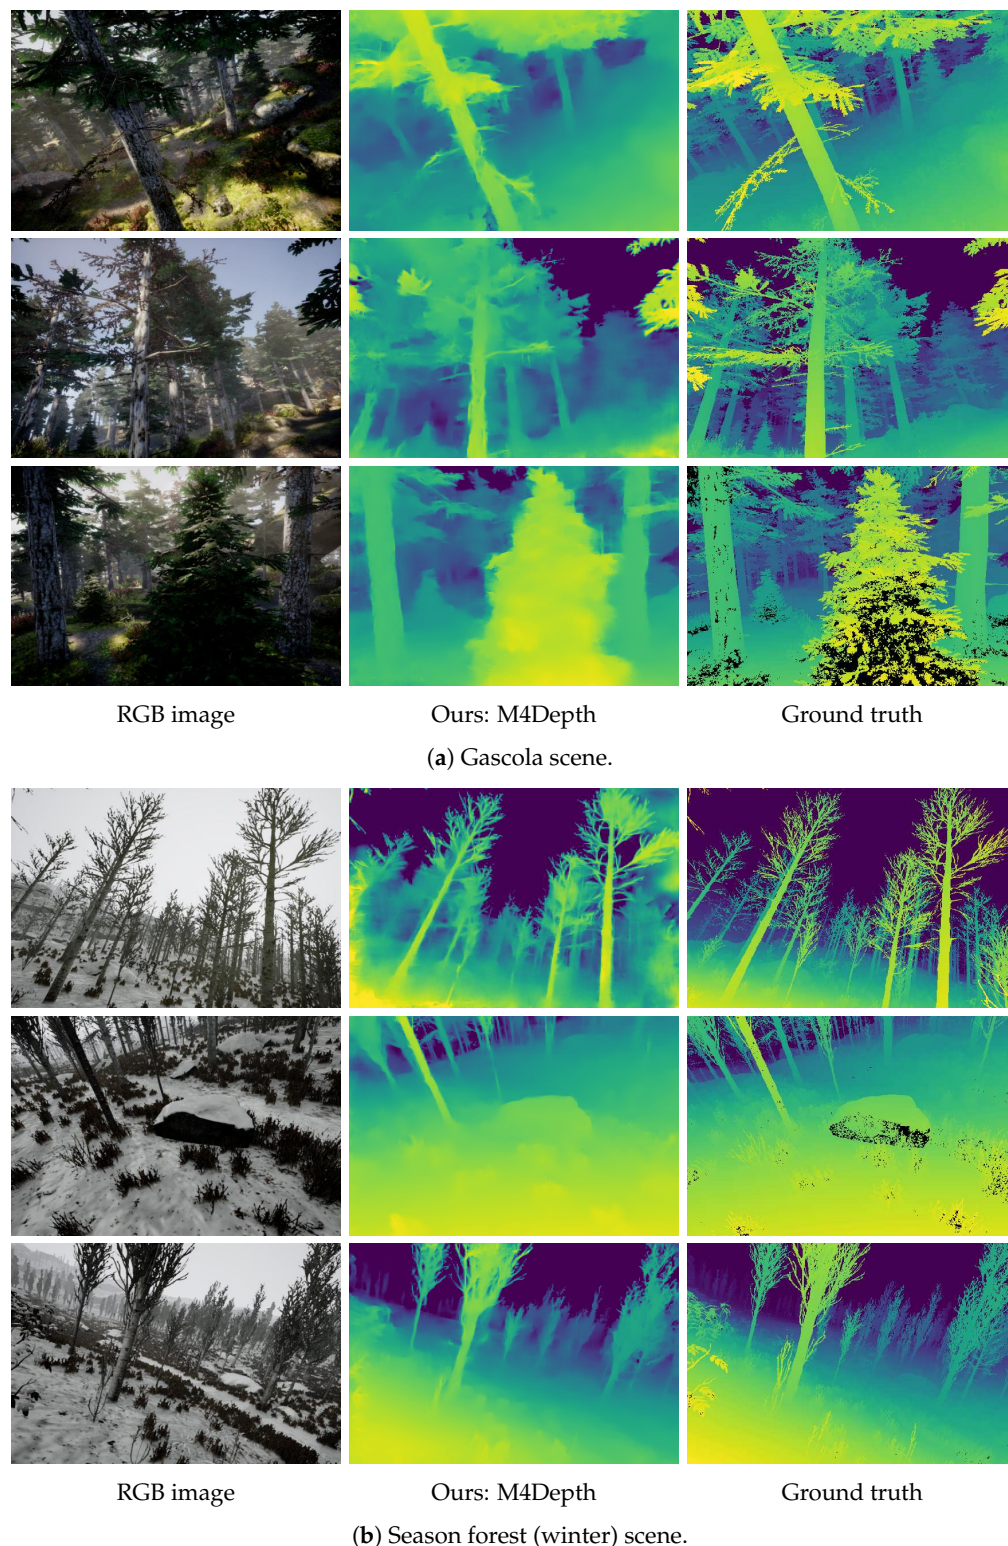 RGB image
Ours: M4Depth
Ground truth
(a) Gascola scene.
RGB image
Ours: M4Depth
Ground truth
(b) Season forest (winter) scene.